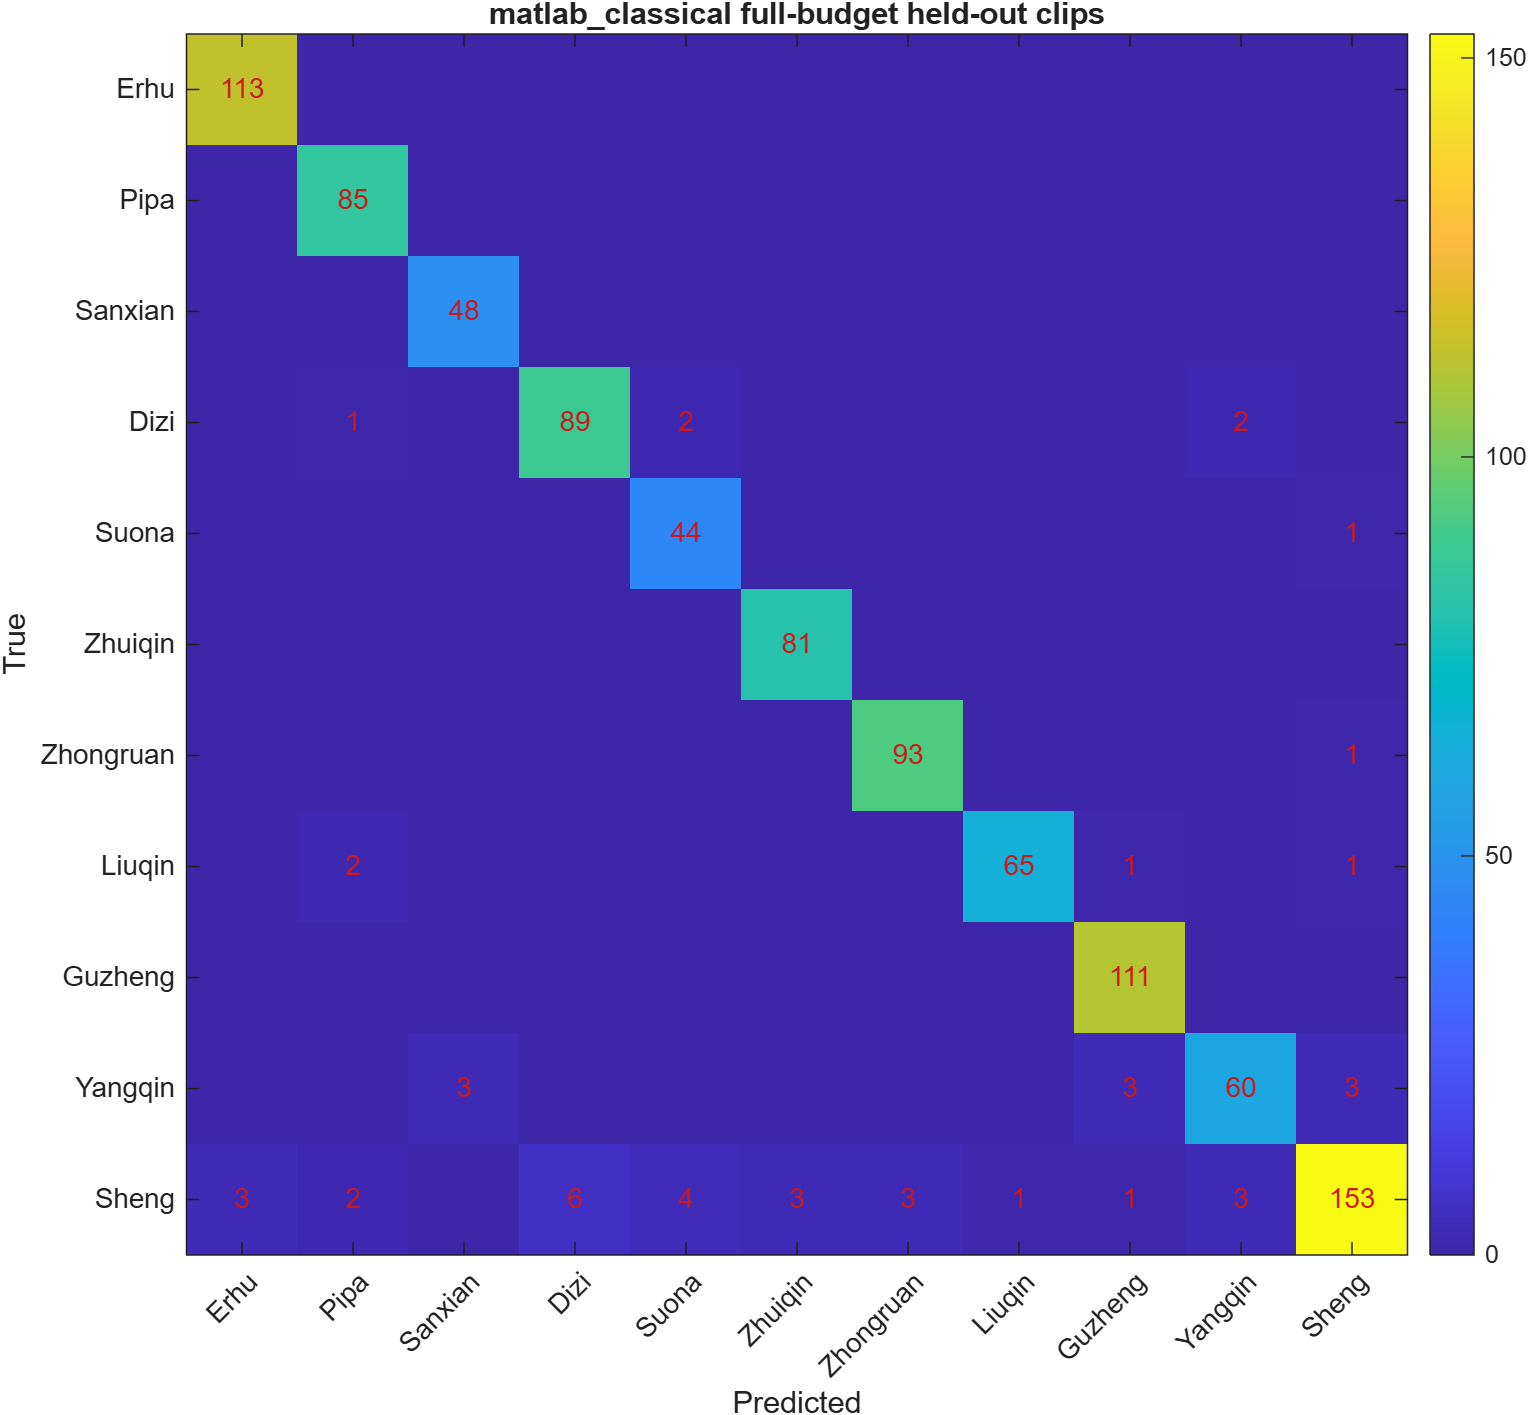 matlab_classical full-budget held-out clips
Erhu 113
Pipa 85
Sanxian 48
Dizi 1 89 2 2
Suona 44 1
Zhuiqin 81
Zhongruan 93 1
Liuqin 2 65 1 1
Guzheng 111
Yangqin 3 3 60 3
Sheng 3 2 6 4 3 3 1 1 3 153
True
Erhu Pipa Sanxian Dizi Suona Zhuiqin Zhongruan Liuqin Guzheng Yangqin Sheng
Predicted
150
100
50
0